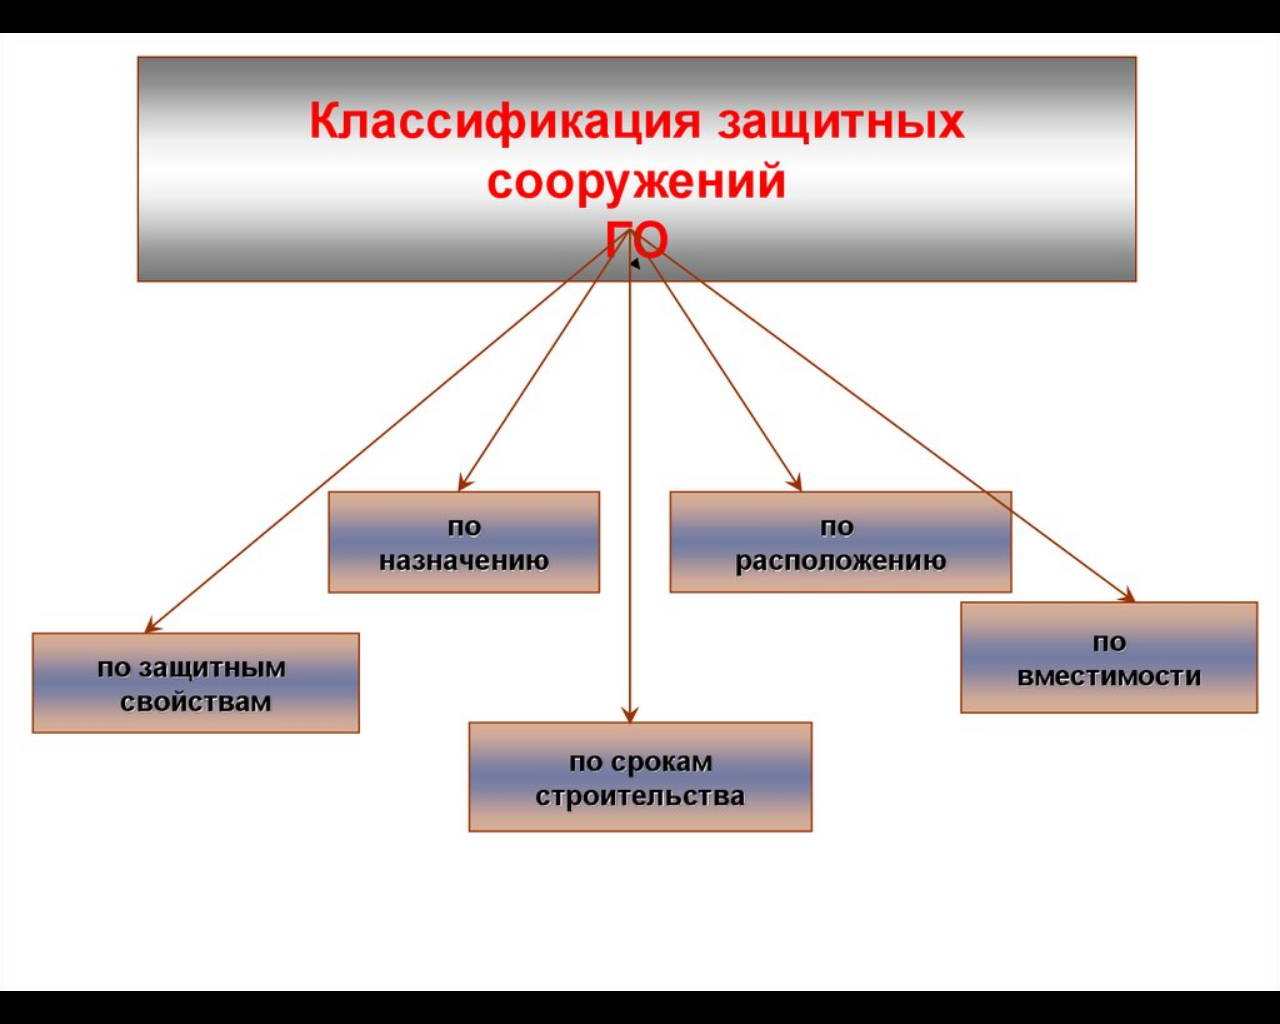 Классификация защитных
сооружений
ГО
по
назначению
по
расположению
по защитным
свойствам
по
вместимости
по срокам
строительства